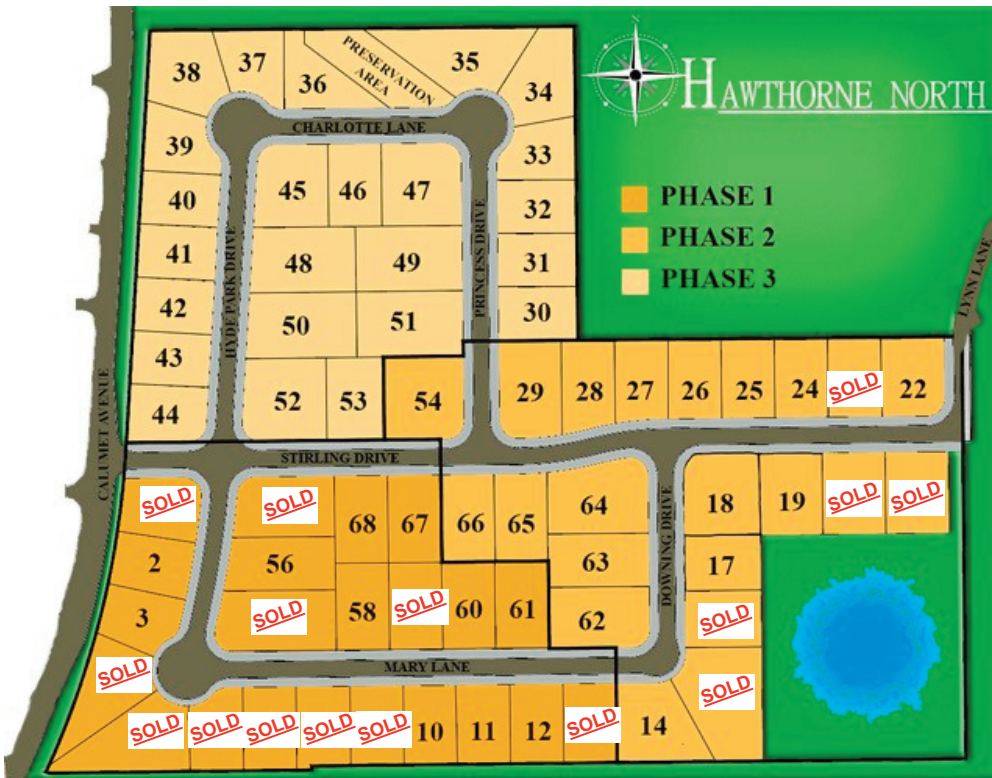 HAWTHORNE NORTH
N
PHASE 1
PHASE 2
PHASE 3
38
37
36
PRESERVATION
AREA
35
34
CHARLOTTE LANE
39
33
45
46
47
40
32
41
48
49
31
42
50
51
30
43
44
52
53
54
HYDE PARK DRIVE
PRINCESS DRIVE
LYNN LANE
CALUMET AVENUE
29
28
27
26
25
24
SOLD
22
STIRLING DRIVE
SOLD
SOLD
68
67
66
65
64
18
19
SOLD
SOLD
2
56
63
17
DOWNING DRIVE
3
SOLD
58
SOLD
60
61
62
SOLD
MARY LANE
SOLD
SOLD
SOLD
SOLD
SOLD
SOLD
SOLD
10
11
12
SOLD
14